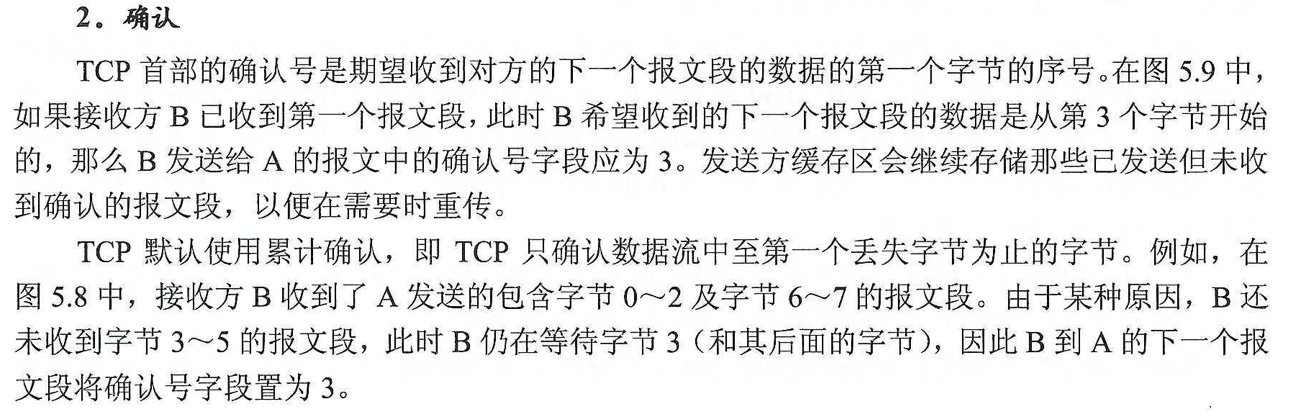 2。确认
TCP 首部的确认号是期望收到对方的下一个报文段的数据的第一个字节的序号。在图 5.9 中，
如果接收方 B 已收到第一个报文段，此时 B 希望收到的下一个报文段的数据是从第 3 个字节开始
的，那么 B 发送给 A 的报文中的确认号字段应为 3。发送方缓存区会继续存储那些已发送但未收
到确认的报文段，以便在需要时重传。
TCP 默认使用累计确认，即 TCP 只确认数据流中至第一个丢失字节为止的字节。例如，在
图 5.8 中，接收方 B 收到了 A 发送的包含字节 0～2 及字节 6～7 的报文段。由于某种原因，B 还
未收到字节 3～5 的报文段，此时 B 仍在等待字节 3（和其后面的字节），因此 B 到 A 的下一个报
文段将确认号字段置为 3。